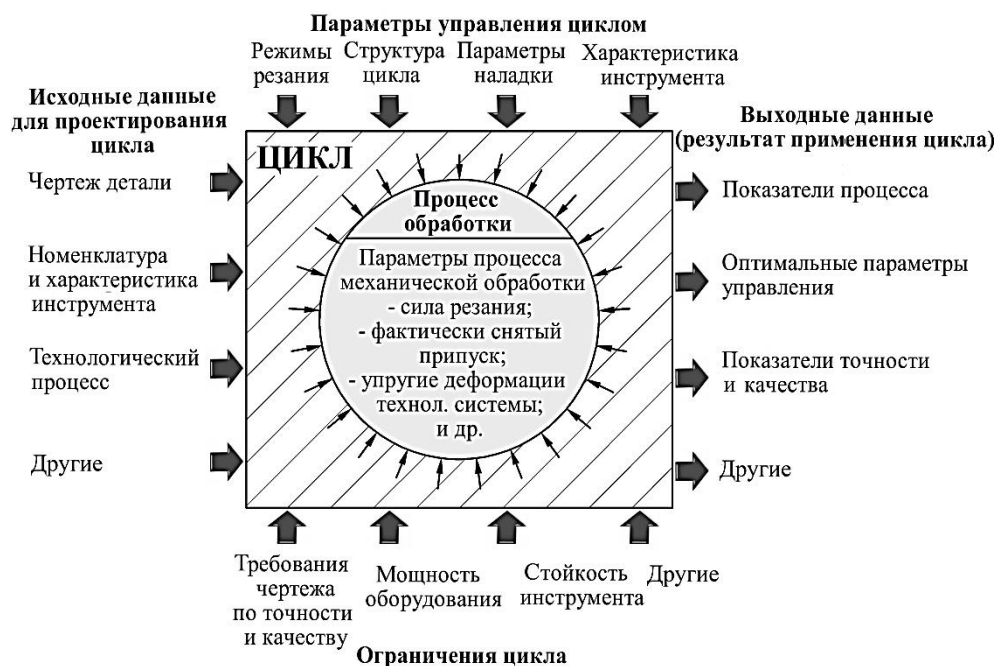 Параметры управления циклом
Режимы
резания
Структура
цикла
Параметры
наладки
Характеристика
инструмента
Исходные данные
для проектирования
цикла
Чертеж детали
Номенклатура
и характеристика
инструмента
Технологический
процесс
Другие
ЦИКЛ
Процесс
обработки
Параметры процесса
механической обработки
- сила резания;
- фактически снятый
припуск;
- упругие деформации
технол. системы;
и др.
Выходные данные
(результат применения цикла)
Показатели процесса
Оптимальные параметры
управления
Показатели точности
и качества
Другие
Требования
чертежа
по точности
и качеству
Мощность
оборудования
Стойкость
инструмента
Другие
Ограничения цикла